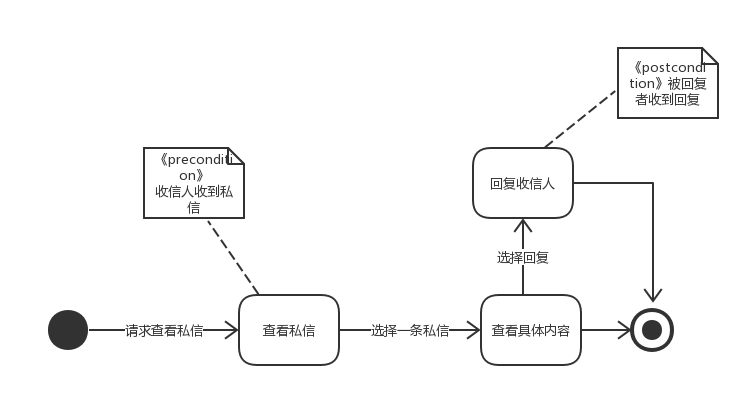 《postcondi
tion》被回复
者收到回复
《preconditi
on》
收信人收到私
信
回复收信人
选择回复
请求查看私信
查看私信
选择一条私信
查看具体内容